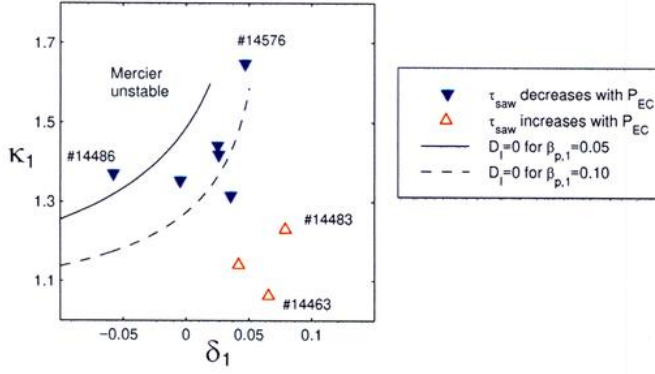 1.7
1.5
1.3
1.1
κ₁
−0.05
0
0.05
0.1
δ₁
Mercier
unstable
#14576
#14486
#14483
#14463
τsaw decreases with PEC
τsaw increases with PEC
DI=0 for βp,1=0.05
DI=0 for βp,1=0.10